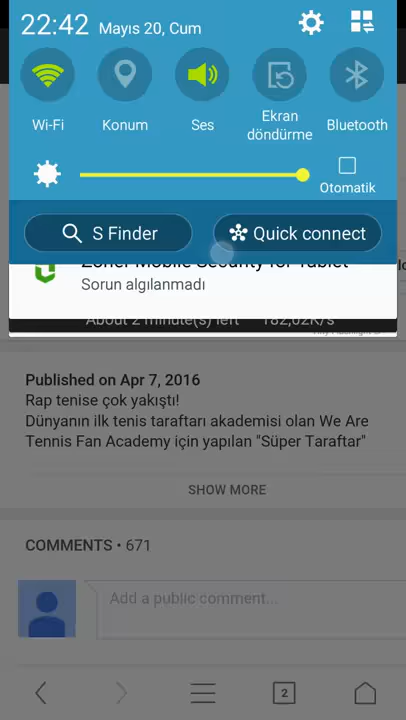 22:42 Mayıs 20, Cum
Wi-Fi
Konum
Ses
Ekran
döndürme
Bluetooth
Otomatik
S Finder
Quick connect
Zoner Mobile Security for Tablet
Sorun algılanmadı
About 2 minute(s) left 182,02K/s
Published on Apr 7, 2016
Rap tenise çok yakıştı!
Dünyanın ilk tenis taraftarı akademisi olan We Are
Tennis Fan Academy için yapılan "Süper Taraftar"
SHOW MORE
COMMENTS • 671
Add a public comment...
2